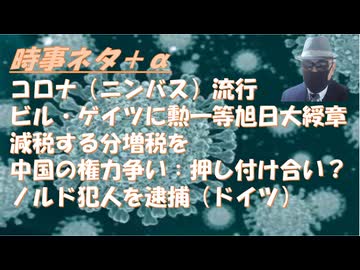 時事ネタ＋α
コロナ（ニンバス）流行
ビル・ゲイツに勲一等旭日大綬章
減税する分増税を
中国の権力争い：押し付け合い？
ノルド犯人を逮捕（ドイツ）